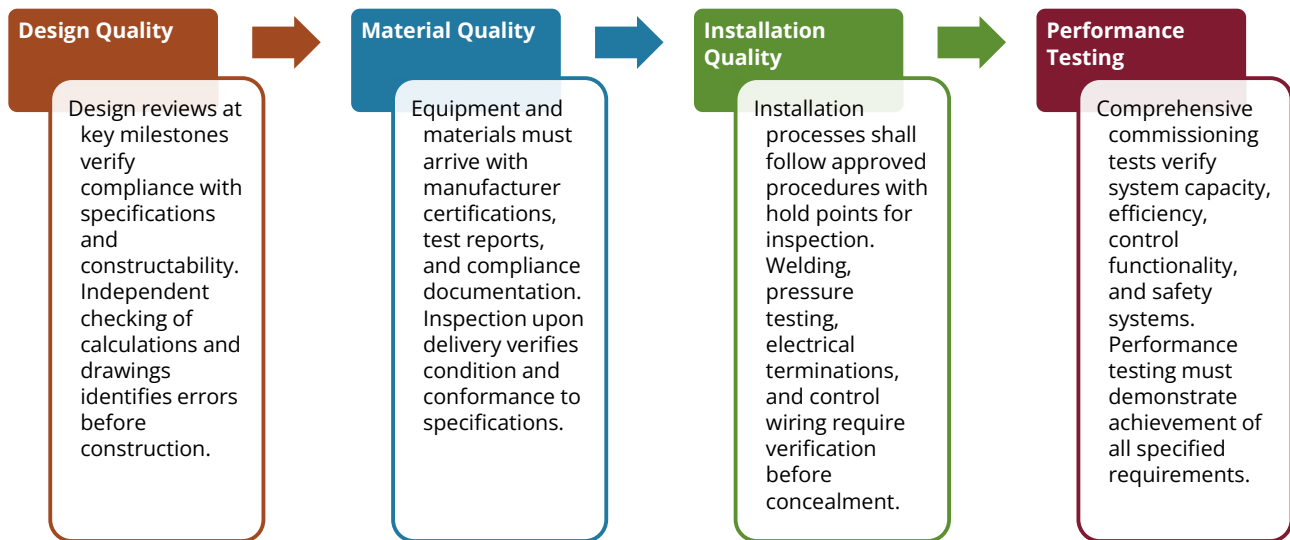 Design Quality
Design reviews at
key milestones
verify
compliance with
specifications
and
constructability.
Independent
checking of
calculations and
drawings
identifies errors
before
construction.
Material Quality
Equipment and
materials must
arrive with
manufacturer
certifications,
test reports,
and compliance
documentation.
Inspection upon
delivery verifies
condition and
conformance to
specifications.
Installation
Quality
Installation
processes shall
follow approved
procedures with
hold points for
inspection.
Welding,
pressure
testing,
electrical
terminations,
and control
wiring require
verification
before
concealment.
Performance
Testing
Comprehensive
commissioning
tests verify
system capacity,
efficiency,
control
functionality,
and safety
systems.
Performance
testing must
demonstrate
achievement of
all specified
requirements.